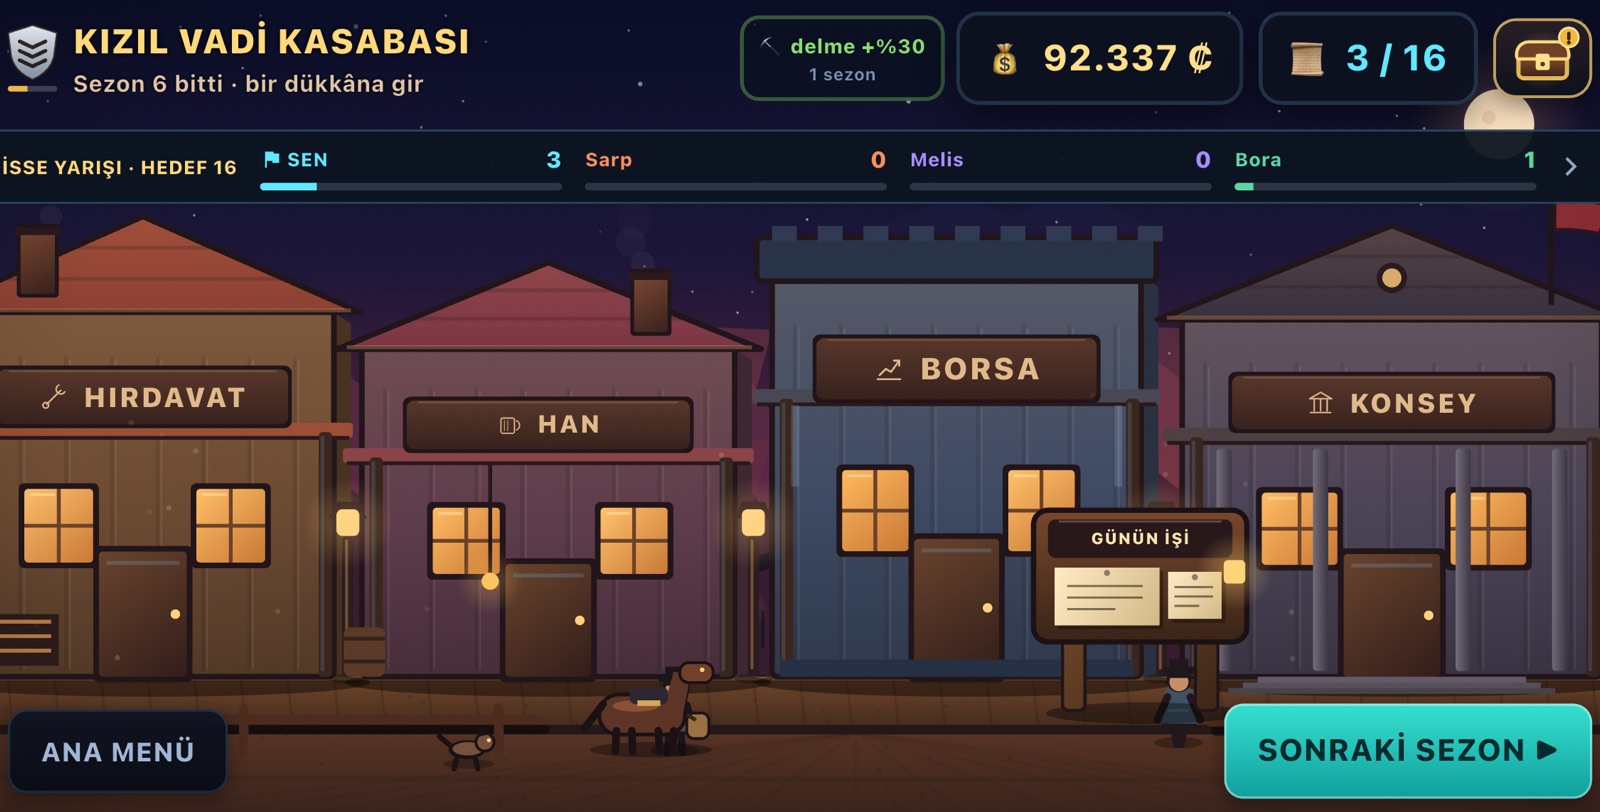 KIZIL VADİ KASABASI
Sezon 6 bitti · bir dükkâna gir
delme +%30
1 sezon
92.337 ₵
3 / 16
İSSE YARIŞI · HEDEF 16
SEN 3
Sarp 0
Melis 0
Bora 1
HIRDAVAT
HAN
BORSA
KONSEY
GÜNÜN İŞİ
ANA MENÜ
SONRAKİ SEZON